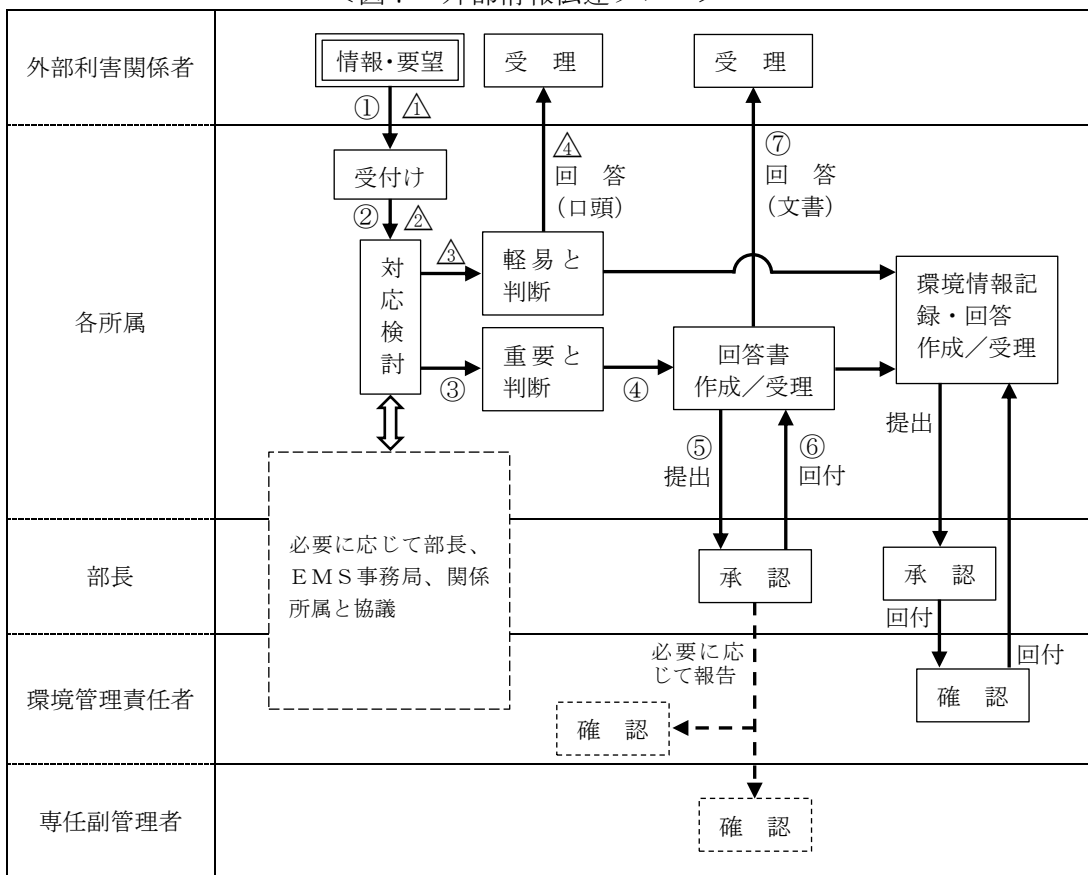 外部利害関係者
情報・要望
受 理
受 理
① △1
△4
回 答
(口頭)
⑦
回 答
(文書)
各所属
受付け
② △2
対応検討
△3
軽易と
判断
③
重要と
判断
④
回答書
作成/受理
環境情報記
録・回答
作成/受理
⑤
提出
⑥
回付
提出
部長
必要に応じて部長、
EMS事務局、関係
所属と協議
承 認
承 認
回付
回付
環境管理責任者
必要に応
じて報告
確 認
確 認
専任副管理者
確 認